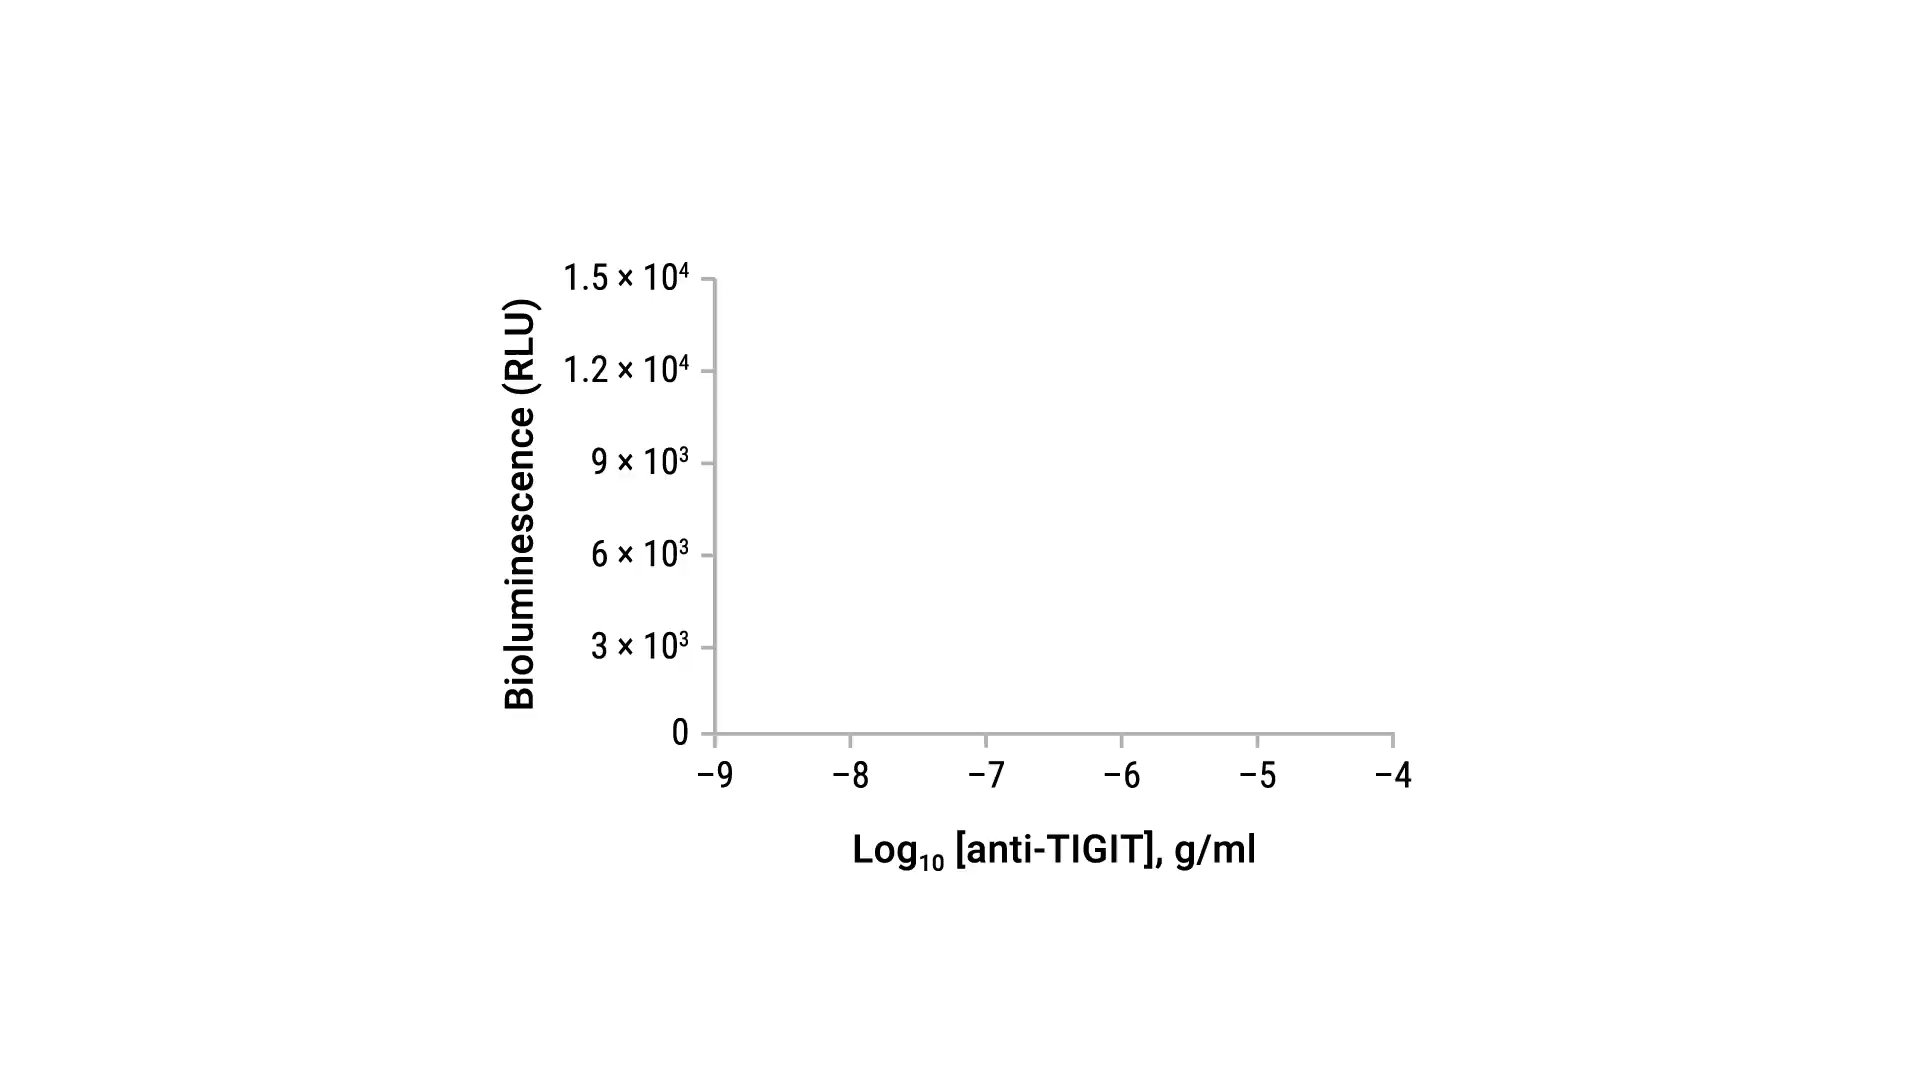 Bioluminescence (RLU)
1.5 × 10⁴
1.2 × 10⁴
9 × 10³
6 × 10³
3 × 10³
0
−9 −8 −7 −6 −5 −4
Log₁₀ [anti-TIGIT], g/ml